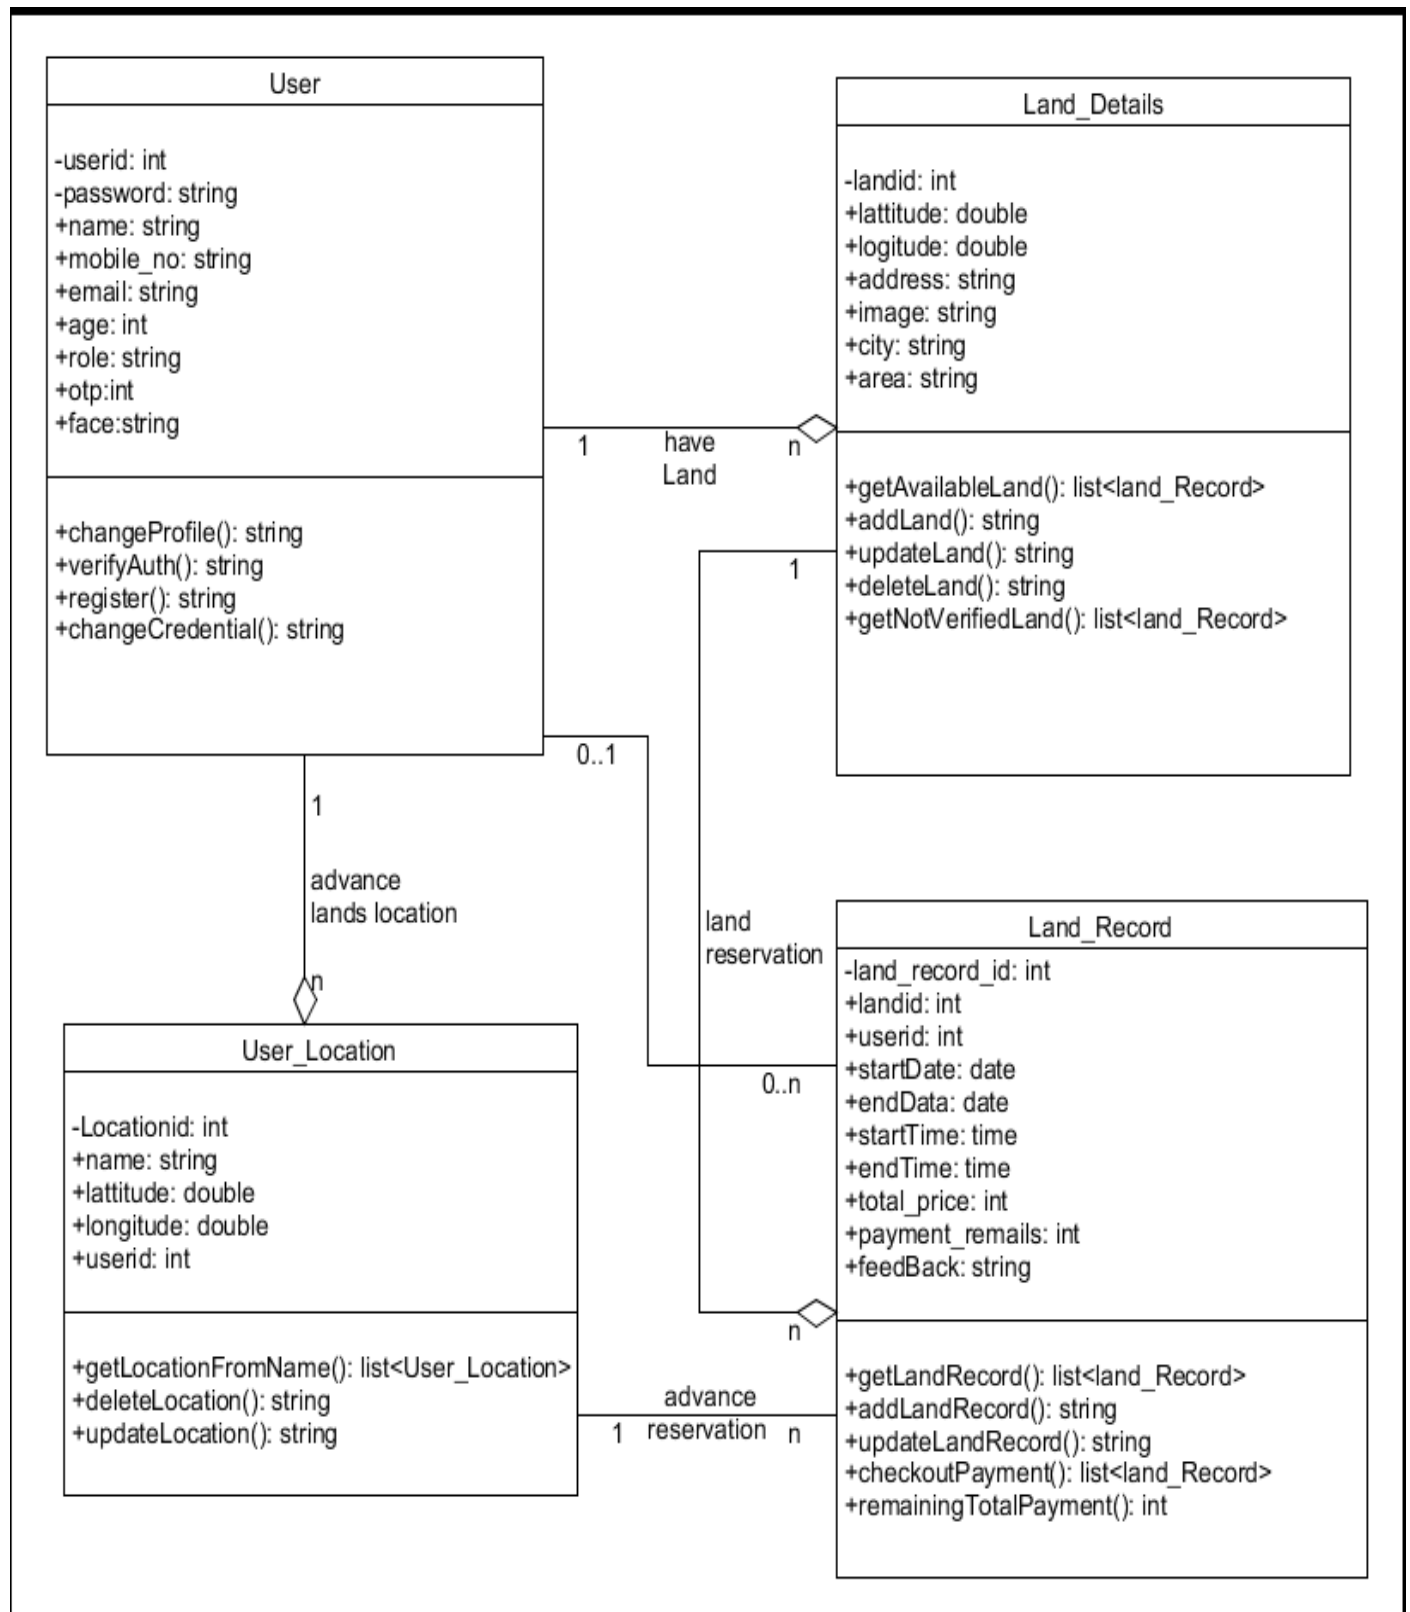 User
-userid: int
-password: string
+name: string
+mobile_no: string
+email: string
+age: int
+role: string
+otp:int
+face:string
+changeProfile(): string
+verifyAuth(): string
+register(): string
+changeCredential(): string
Land_Details
-landid: int
+lattitude: double
+logitude: double
+address: string
+image: string
+city: string
+area: string
+getAvailableLand(): list<land_Record>
+addLand(): string
+updateLand(): string
+deleteLand(): string
+getNotVerifiedLand(): list<land_Record>
1
have
Land
n
1
0..1
1
advance
lands location
n
land
reservation
0..n
n
User_Location
-Locationid: int
+name: string
+lattitude: double
+longitude: double
+userid: int
+getLocationFromName(): list<User_Location>
+deleteLocation(): string
+updateLocation(): string
advance
1 reservation n
Land_Record
-land_record_id: int
+landid: int
+userid: int
+startDate: date
+endData: date
+startTime: time
+endTime: time
+total_price: int
+payment_remails: int
+feedBack: string
+getLandRecord(): list<land_Record>
+addLandRecord(): string
+updateLandRecord(): string
+checkoutPayment(): list<land_Record>
+remainingTotalPayment(): int